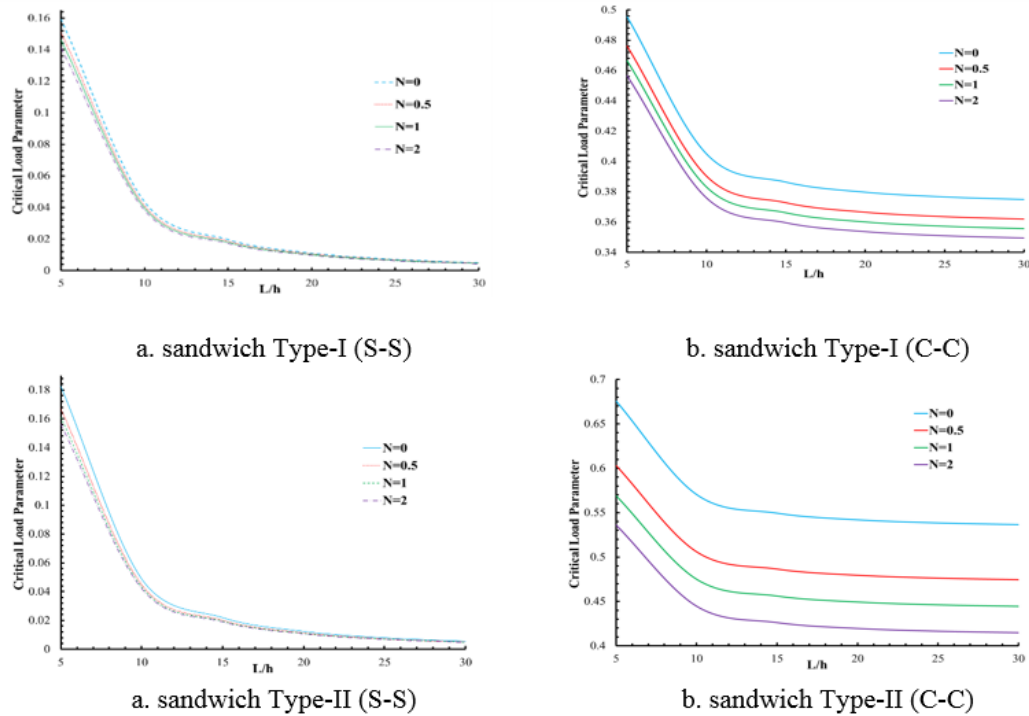 0.16
0.14
0.12
0.1
0.08
0.06
0.04
0.02
0
Critical Load Parameter
5 10 15 20 25 30
L/h
N=0
N=0.5
N=1
N=2
a. sandwich Type-I (S-S)
0.5
0.48
0.46
0.44
0.42
0.4
0.38
0.36
0.34
Critical Load Parameter
5 10 15 20 25 30
L/h
N=0
N=0.5
N=1
N=2
b. sandwich Type-I (C-C)
0.18
0.16
0.14
0.12
0.1
0.08
0.06
0.04
0.02
0
Critical Load Parameter
5 10 15 20 25 30
L/h
N=0
N=0.5
N=1
N=2
a. sandwich Type-II (S-S)
0.7
0.65
0.6
0.55
0.5
0.45
0.4
Critical Load Parameter
5 10 15 20 25 30
L/h
N=0
N=0.5
N=1
N=2
b. sandwich Type-II (C-C)